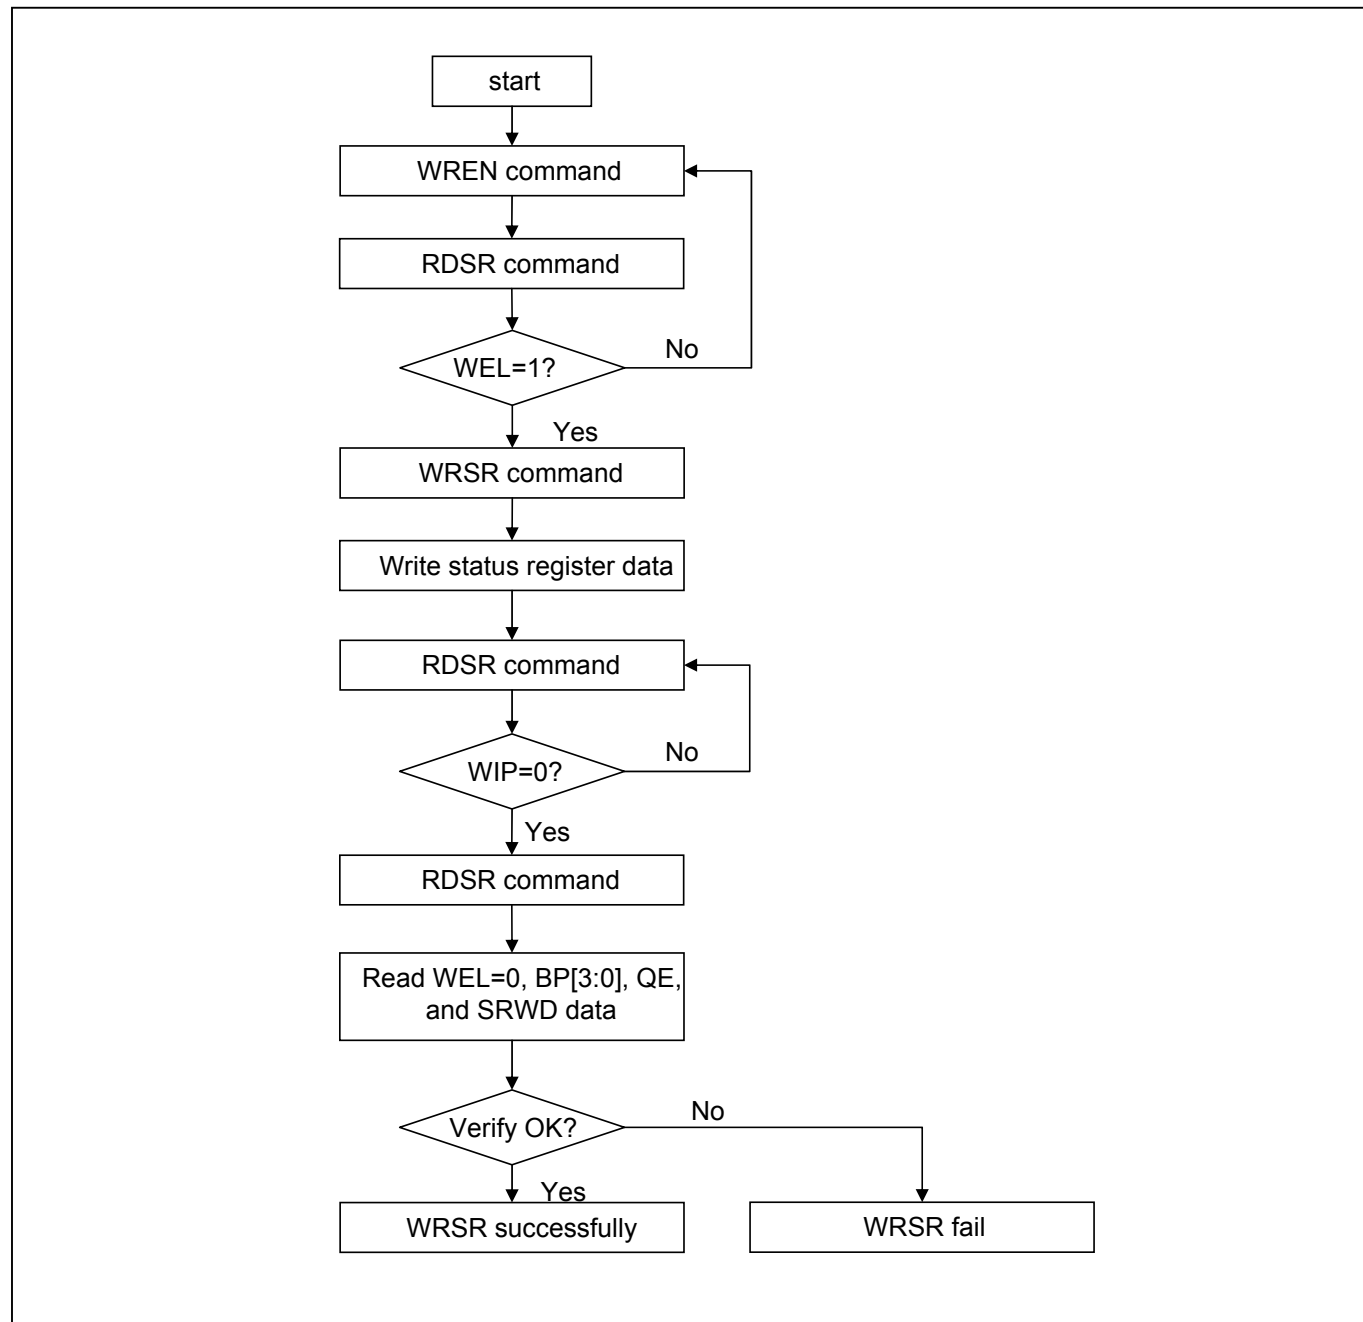 start
WREN command
RDSR command
WEL=1?
No
Yes
WRSR command
Write status register data
RDSR command
WIP=0?
No
Yes
RDSR command
Read WEL=0, BP[3:0], QE,
and SRWD data
Verify OK?
No
Yes
WRSR successfully
WRSR fail